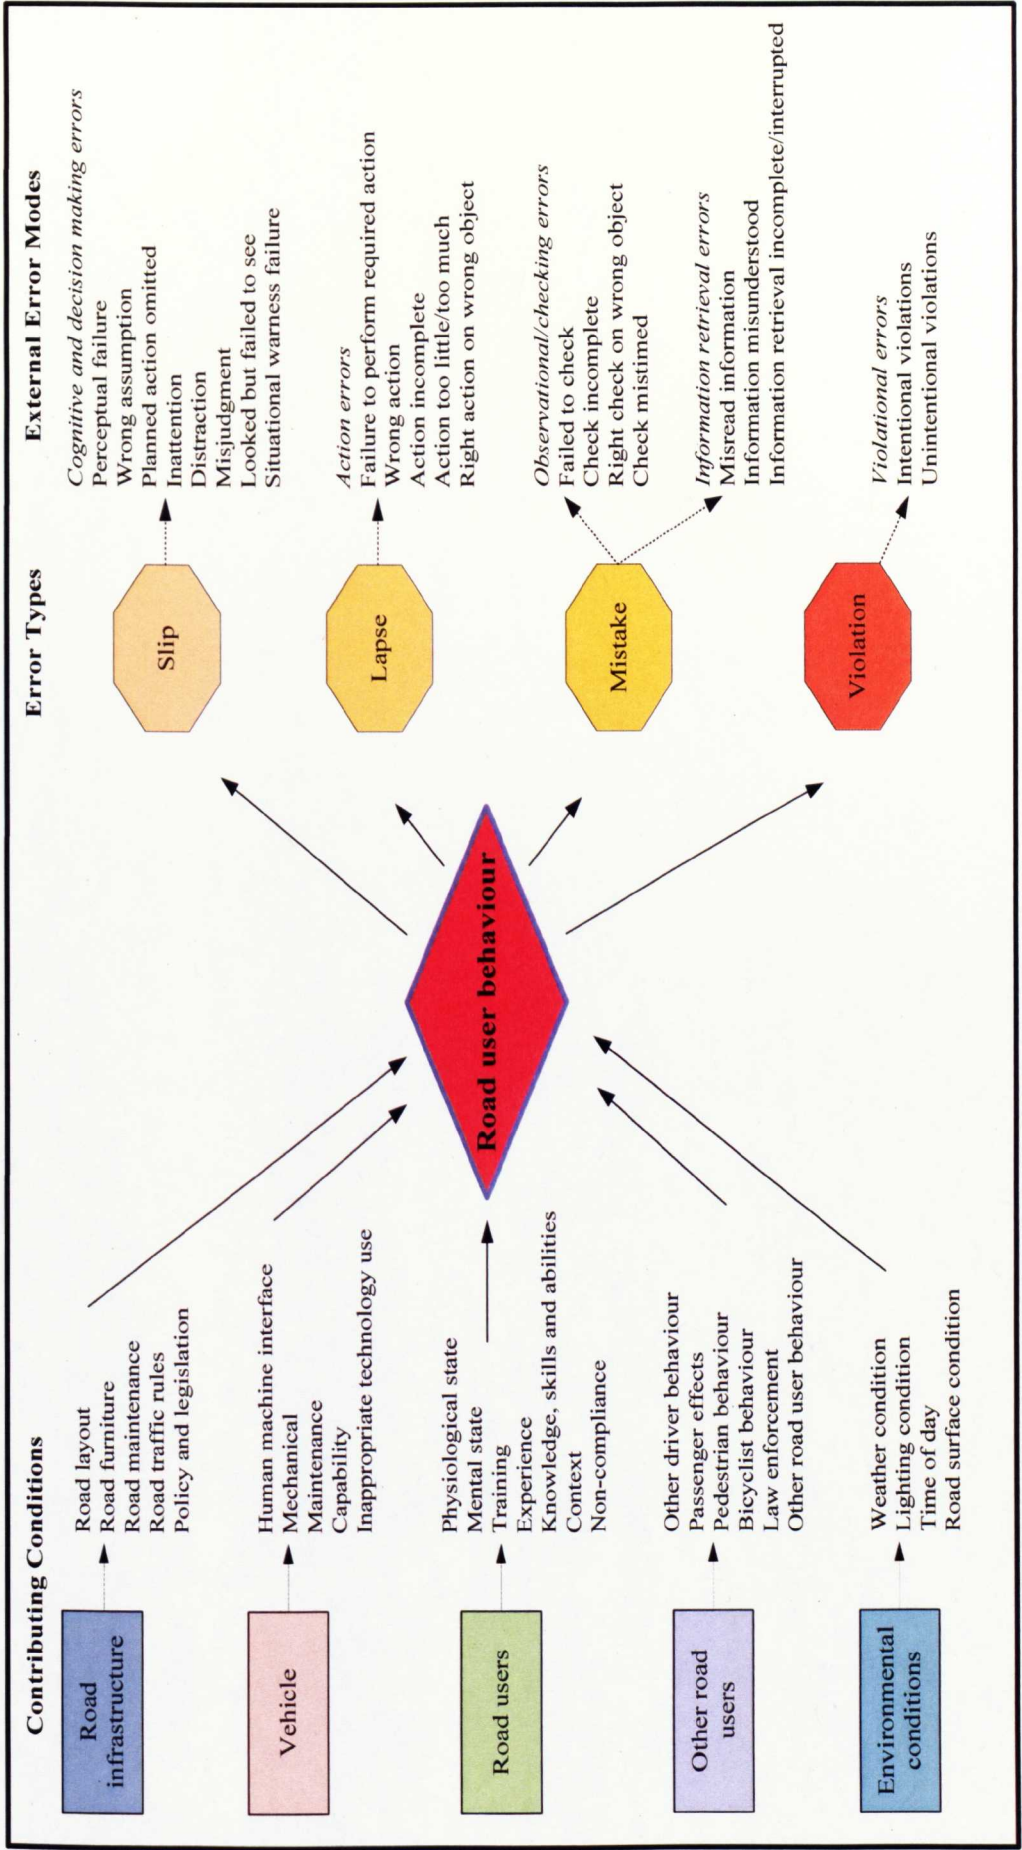 Contributing Conditions
Error Types
External Error Modes
Road
infrastructure
Road layout
Road furniture
Road maintenance
Road traffic rules
Policy and legislation
Vehicle
Human machine interface
Mechanical
Maintenance
Capability
Inappropriate technology use
Road users
Physiological state
Mental state
Training
Experience
Knowledge, skills and abilities
Context
Non-compliance
Other road
users
Other driver behaviour
Passenger effects
Pedestrian behaviour
Bicyclist behaviour
Law enforcement
Other road user behaviour
Environmental
conditions
Weather condition
Lighting condition
Time of day
Road surface condition
Road user behaviour
Slip
Cognitive and decision making errors
Perceptual failure
Wrong assumption
Planned action omitted
Inattention
Distraction
Misjudgment
Looked but failed to see
Situational warness failure
Lapse
Action errors
Failure to perform required action
Wrong action
Action incomplete
Action too little/too much
Right action on wrong object
Mistake
Observational/checking errors
Failed to check
Check incomplete
Right check on wrong object
Check mistimed
Information retrieval errors
Misread information
Information misunderstood
Information retrieval incomplete/interrupted
Violation
Violational errors
Intentional violations
Unintentional violations